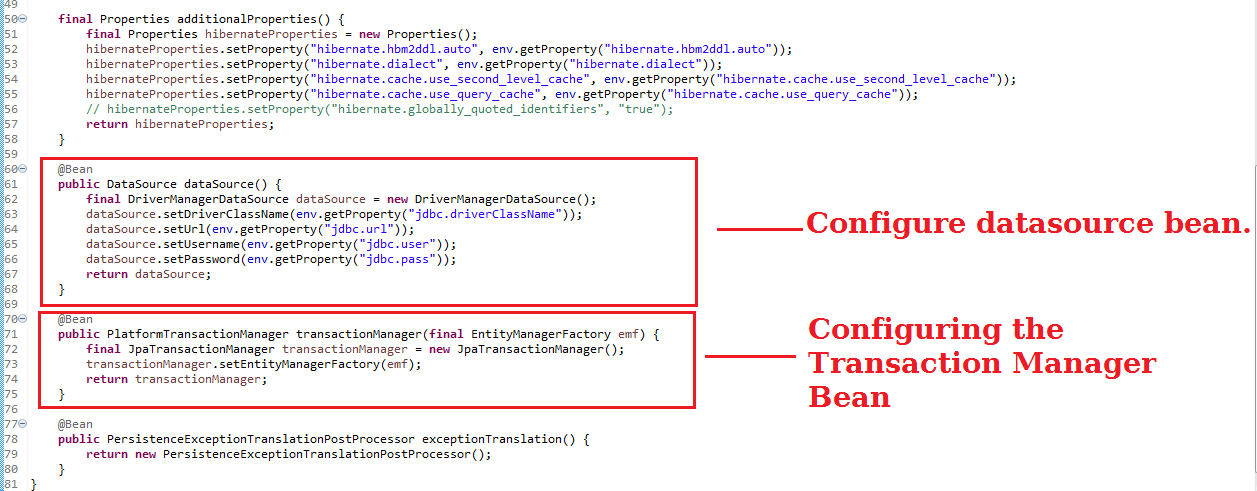 49
50 final Properties additionalProperties() {
51 final Properties hibernateProperties = new Properties();
52 hibernateProperties.setProperty("hibernate.hbm2ddl.auto", env.getProperty("hibernate.hbm2ddl.auto"));
53 hibernateProperties.setProperty("hibernate.dialect", env.getProperty("hibernate.dialect"));
54 hibernateProperties.setProperty("hibernate.cache.use_second_level_cache", env.getProperty("hibernate.cache.use_second_level_cache"));
55 hibernateProperties.setProperty("hibernate.cache.use_query_cache", env.getProperty("hibernate.cache.use_query_cache"));
56 // hibernateProperties.setProperty("hibernate.globally_quoted_identifiers", "true");
57 return hibernateProperties;
58 }
59
60 @Bean
61 public DataSource dataSource() {
62 final DriverManagerDataSource dataSource = new DriverManagerDataSource();
63 dataSource.setDriverClassName(env.getProperty("jdbc.driverClassName"));
64 dataSource.setUrl(env.getProperty("jdbc.url"));
65 dataSource.setUsername(env.getProperty("jdbc.user"));
66 dataSource.setPassword(env.getProperty("jdbc.pass"));
67 return dataSource;
68 }
69
Configure datasource bean.
70 @Bean
71 public PlatformTransactionManager transactionManager(final EntityManagerFactory emf) {
72 final JpaTransactionManager transactionManager = new JpaTransactionManager();
73 transactionManager.setEntityManagerFactory(emf);
74 return transactionManager;
75 }
76
Configuring the
Transaction Manager
Bean
77 @Bean
78 public PersistenceExceptionTranslationPostProcessor exceptionTranslation() {
79 return new PersistenceExceptionTranslationPostProcessor();
80 }
81 }